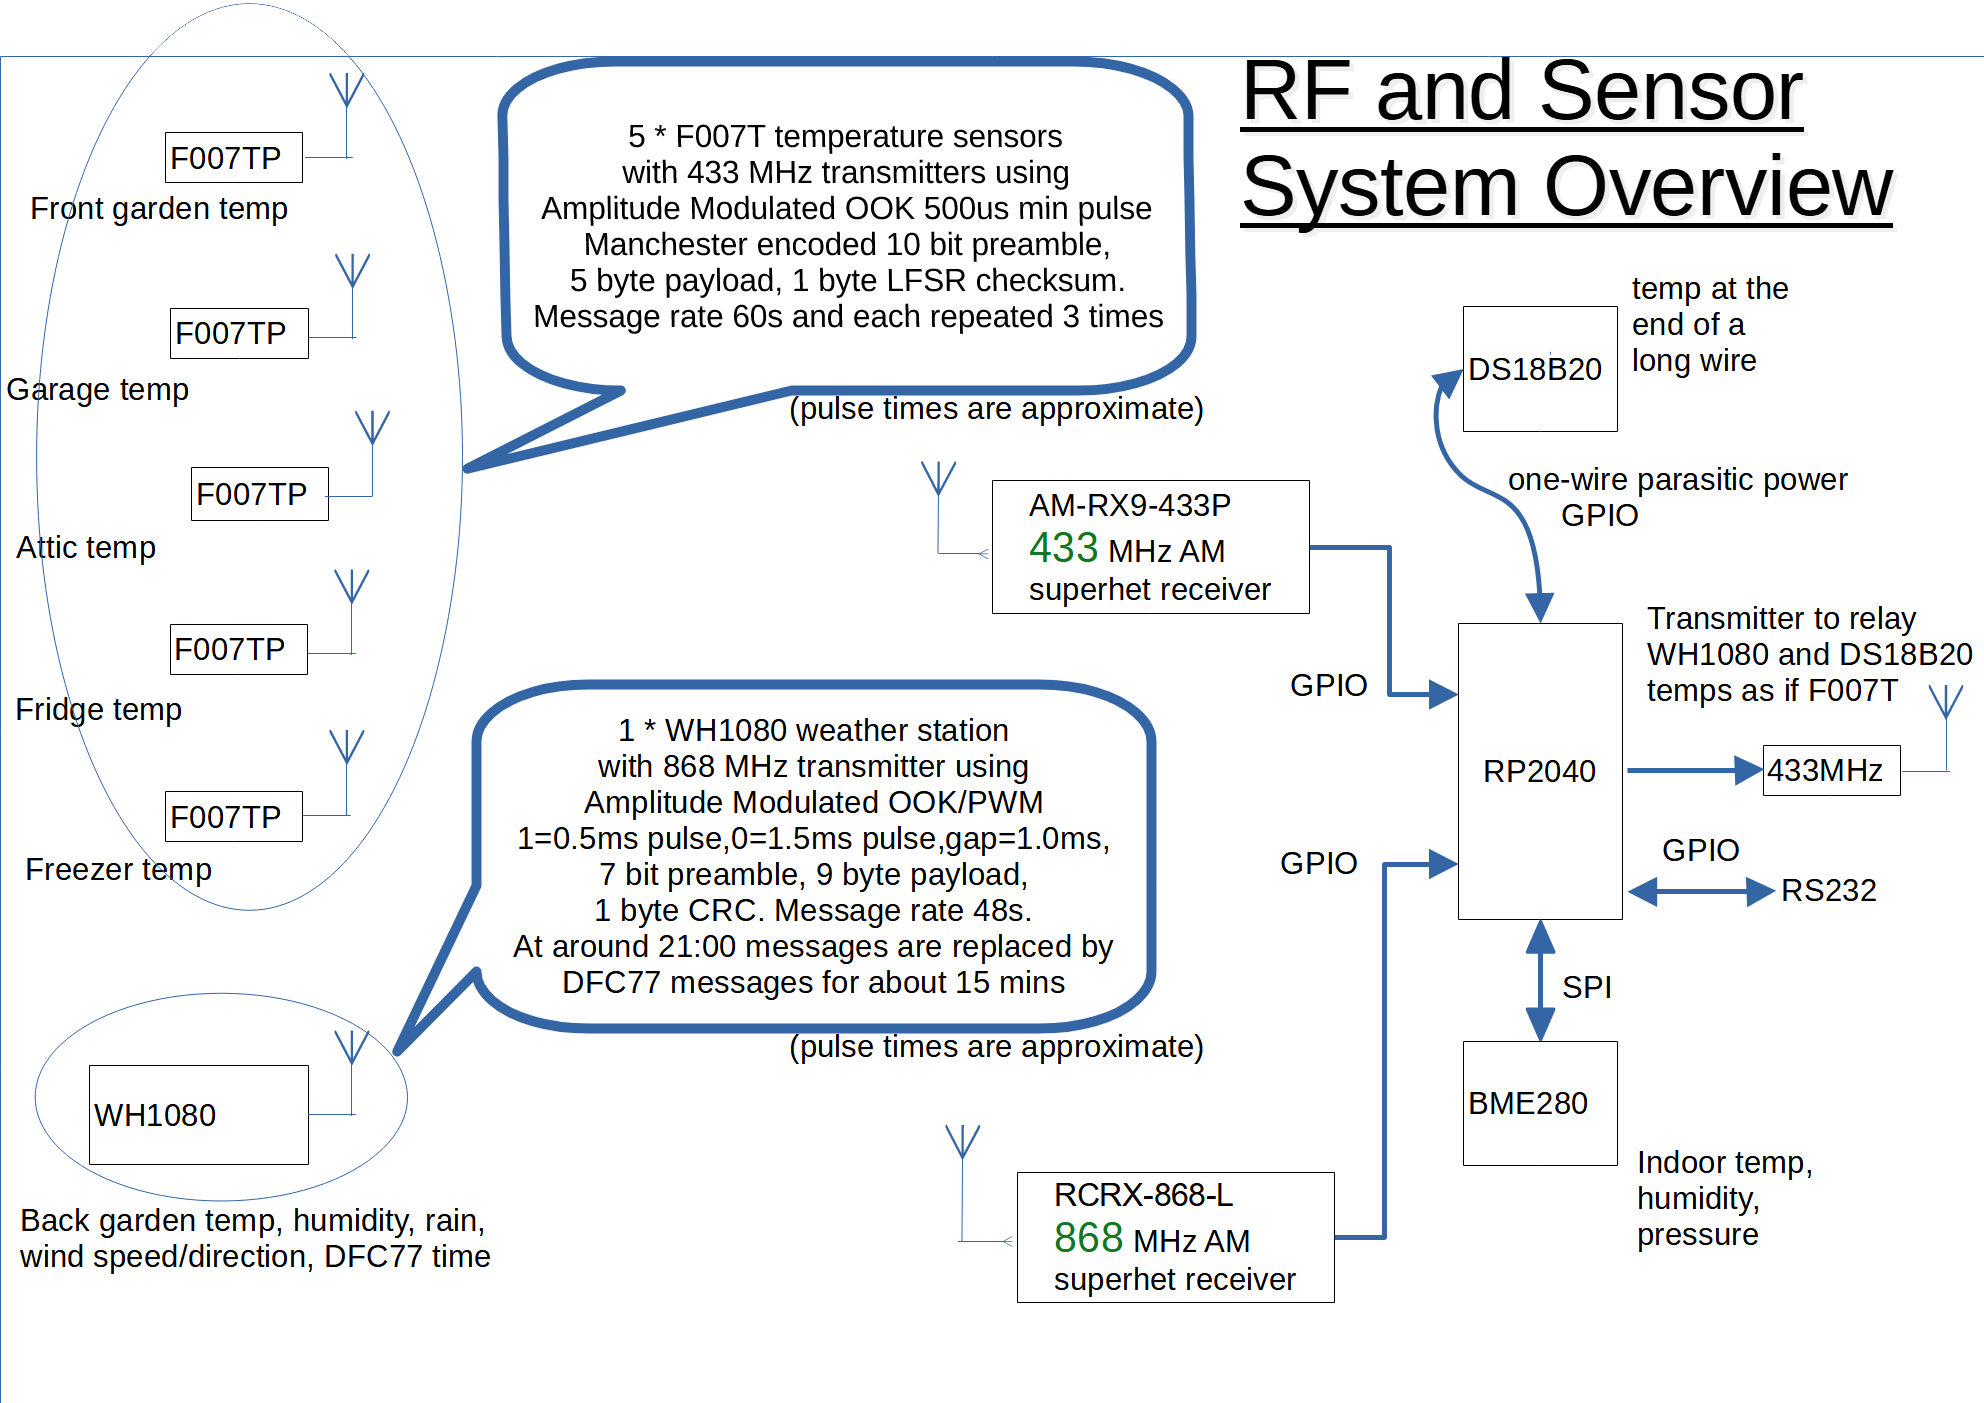 RF and Sensor
System Overview
5 * F007T temperature sensors
with 433 MHz transmitters using
Amplitude Modulated OOK 500us min pulse
Manchester encoded 10 bit preamble,
5 byte payload, 1 byte LFSR checksum.
Message rate 60s and each repeated 3 times
(pulse times are approximate)
F007TP
Front garden temp
F007TP
Garage temp
F007TP
Attic temp
F007TP
Fridge temp
F007TP
Freezer temp
1 * WH1080 weather station
with 868 MHz transmitter using
Amplitude Modulated OOK/PWM
1=0.5ms pulse,0=1.5ms pulse,gap=1.0ms,
7 bit preamble, 9 byte payload,
1 byte CRC. Message rate 48s.
At around 21:00 messages are replaced by
DFC77 messages for about 15 mins
(pulse times are approximate)
WH1080
Back garden temp, humidity, rain,
wind speed/direction, DFC77 time
AM-RX9-433P
433 MHz AM
superhet receiver
GPIO
RCRX-868-L
868 MHz AM
superhet receiver
GPIO
DS18B20
temp at the
end of a
long wire
one-wire parasitic power
GPIO
RP2040
Transmitter to relay
WH1080 and DS18B20
temps as if F007T
433MHz
GPIO
RS232
SPI
BME280
Indoor temp,
humidity,
pressure